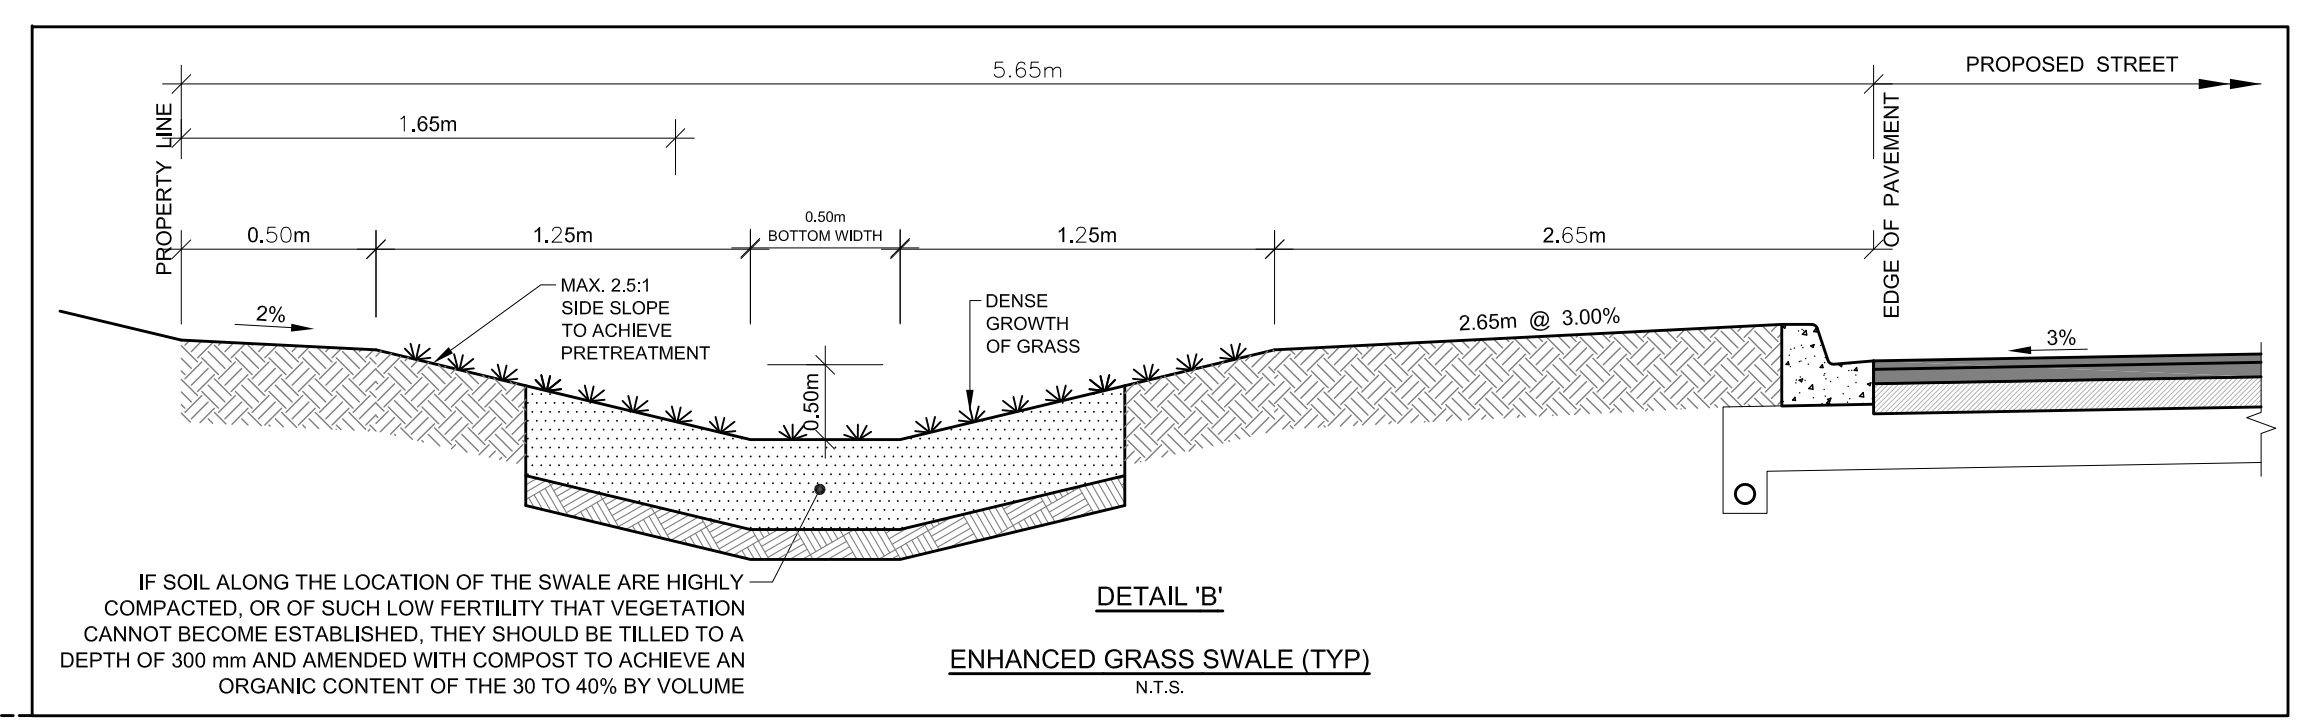 5.65m
PROPOSED STREET
1.65m
PROPERTY LINE
EDGE OF PAVEMENT
0.50m
1.25m
0.50m
BOTTOM WIDTH
1.25m
2.65m
MAX. 2.5:1
SIDE SLOPE
TO ACHIEVE
PRETREATMENT
DENSE
GROWTH
OF GRASS
2%
2.65m @ 3.00%
3%
0.50m
IF SOIL ALONG THE LOCATION OF THE SWALE ARE HIGHLY
COMPACTED, OR OF SUCH LOW FERTILITY THAT VEGETATION
CANNOT BECOME ESTABLISHED, THEY SHOULD BE TILLED TO A
DEPTH OF 300 mm AND AMENDED WITH COMPOST TO ACHIEVE AN
ORGANIC CONTENT OF THE 30 TO 40% BY VOLUME
DETAIL 'B'
ENHANCED GRASS SWALE (TYP)
N.T.S.